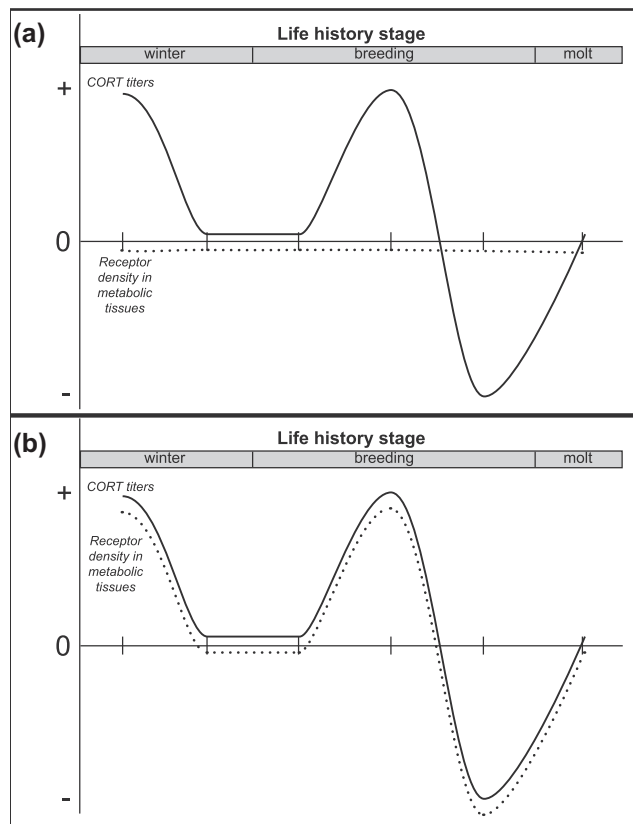 (a)
Life history stage
winter breeding molt
CORT titers
+
0
Receptor
density in
metabolic
tissues
-
(b)
Life history stage
winter breeding molt
CORT titers
+
Receptor
density in
metabolic
tissues
0
-